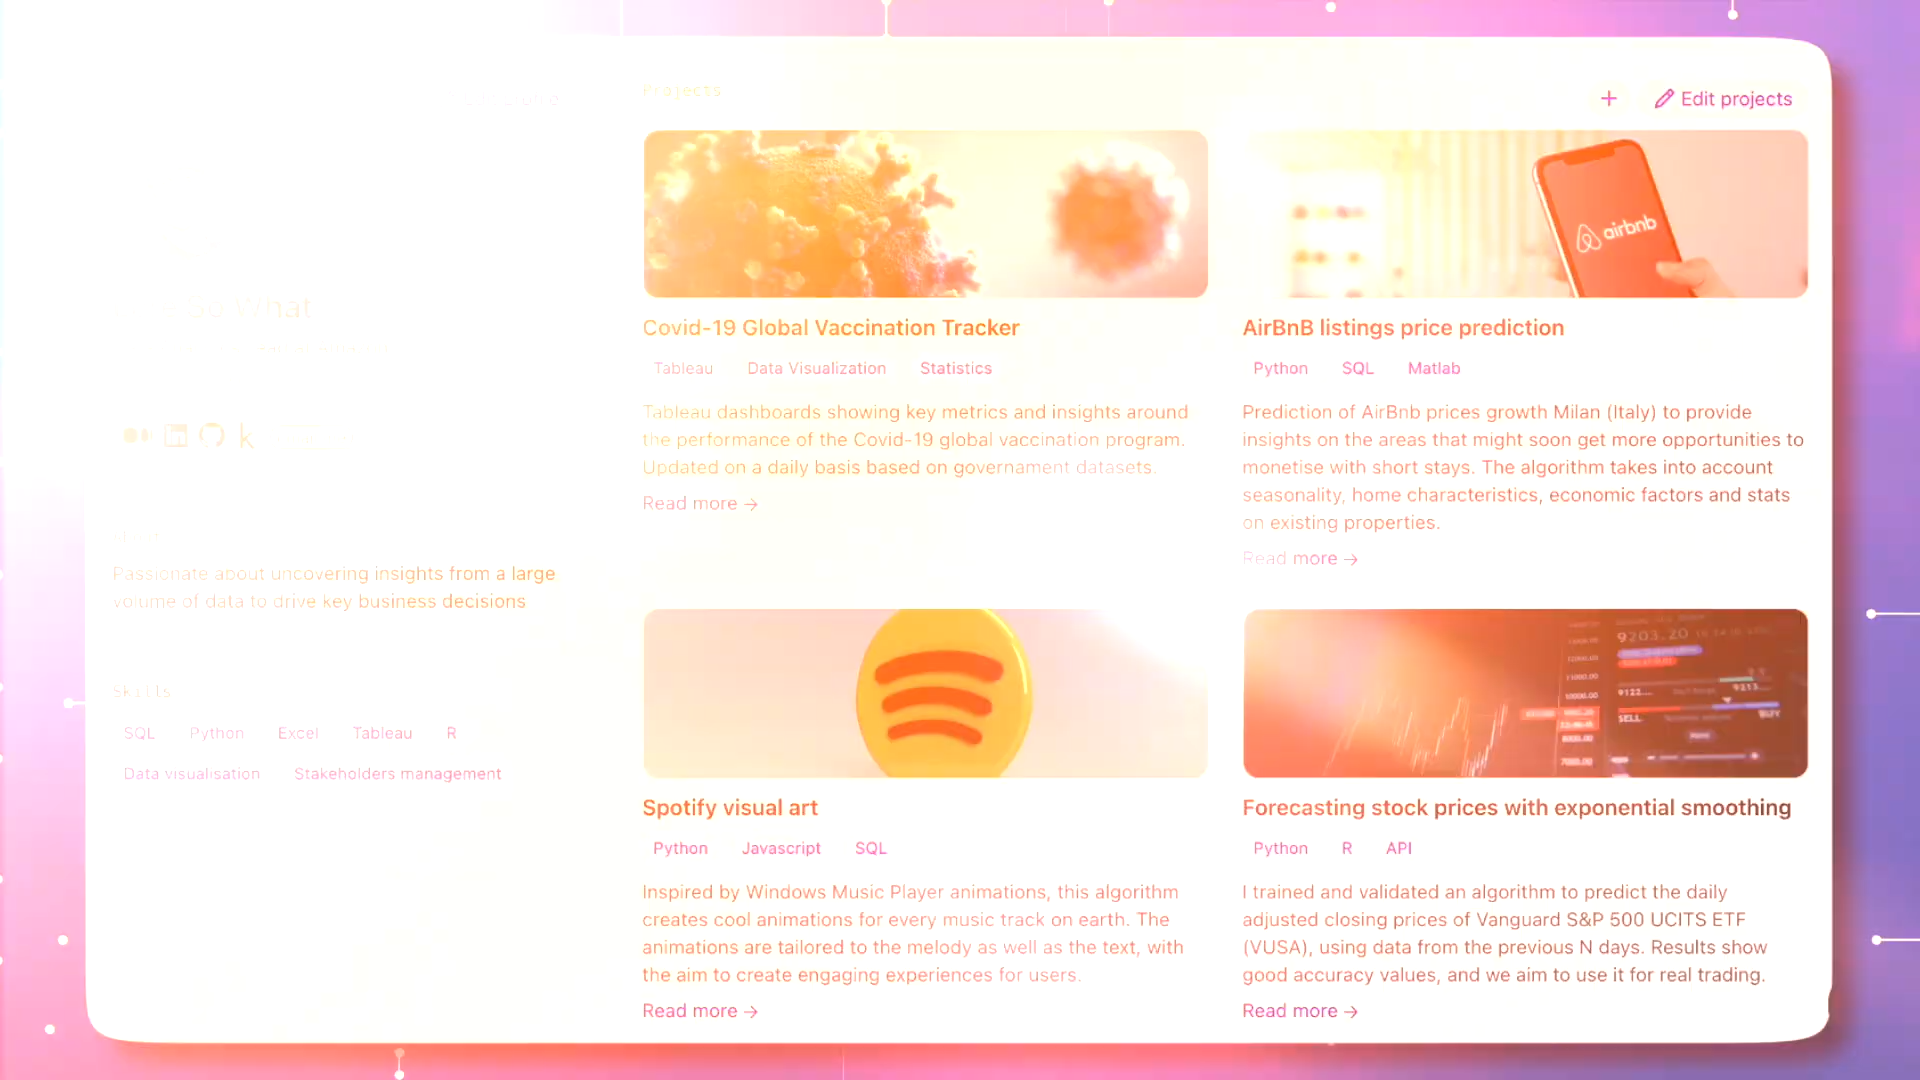 So What
About
Passionate about uncovering insights from a large
volume of data to drive key business decisions
Skills
SQL Python Excel Tableau R
Data visualisation Stakeholders management
Projects
+ Edit projects
airbnb
Covid-19 Global Vaccination Tracker
Tableau Data Visualization Statistics
Tableau dashboards showing key metrics and insights around
the performance of the Covid-19 global vaccination program.
Updated on a daily basis based on governament datasets.
Read more →
AirBnB listings price prediction
Python SQL Matlab
Prediction of AirBnb prices growth Milan (Italy) to provide
insights on the areas that might soon get more opportunities to
monetise with short stays. The algorithm takes into account
seasonality, home characteristics, economic factors and stats
on existing properties.
Read more →
Spotify visual art
Python Javascript SQL
Inspired by Windows Music Player animations, this algorithm
creates cool animations for every music track on earth. The
animations are tailored to the melody as well as the text, with
the aim to create engaging experiences for users.
Read more →
9203.20
9122
9213
SELL BUY
Forecasting stock prices with exponential smoothing
Python R API
I trained and validated an algorithm to predict the daily
adjusted closing prices of Vanguard S&P 500 UCITS ETF
(VUSA), using data from the previous N days. Results show
good accuracy values, and we aim to use it for real trading.
Read more →